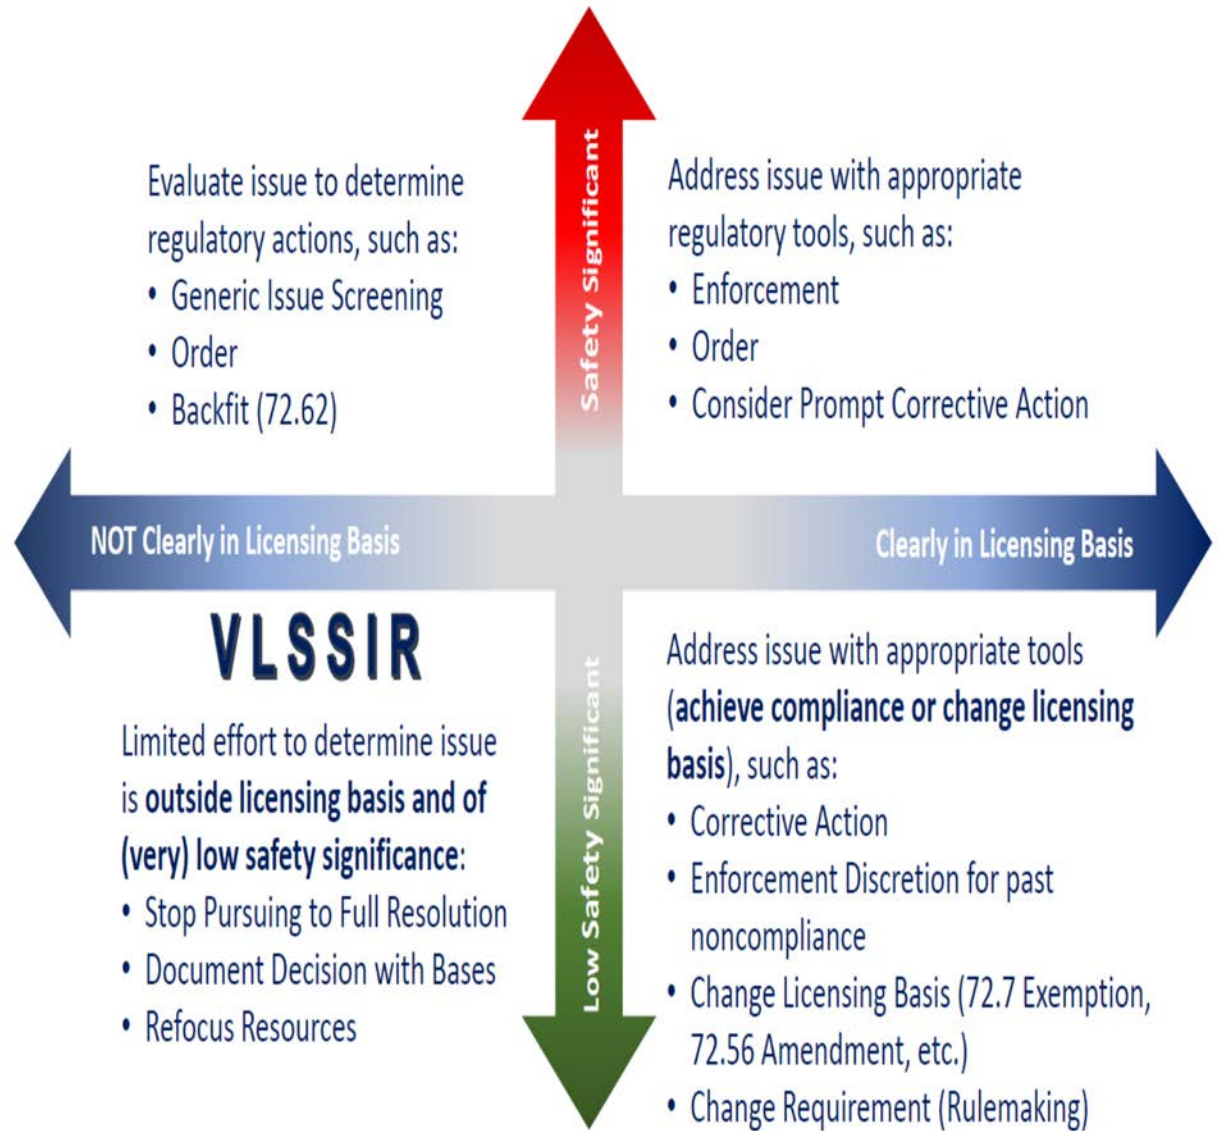 Safety Significant
Evaluate issue to determine
regulatory actions, such as:
• Generic Issue Screening
• Order
• Backfit (72.62)
Address issue with appropriate
regulatory tools, such as:
• Enforcement
• Order
• Consider Prompt Corrective Action
NOT Clearly in Licensing Basis
Clearly in Licensing Basis
VLSSIR
Limited effort to determine issue
is outside licensing basis and of
(very) low safety significance:
• Stop Pursuing to Full Resolution
• Document Decision with Bases
• Refocus Resources
Low Safety Significant
Address issue with appropriate tools
(achieve compliance or change licensing
basis), such as:
• Corrective Action
• Enforcement Discretion for past
noncompliance
• Change Licensing Basis (72.7 Exemption,
72.56 Amendment, etc.)
• Change Requirement (Rulemaking)